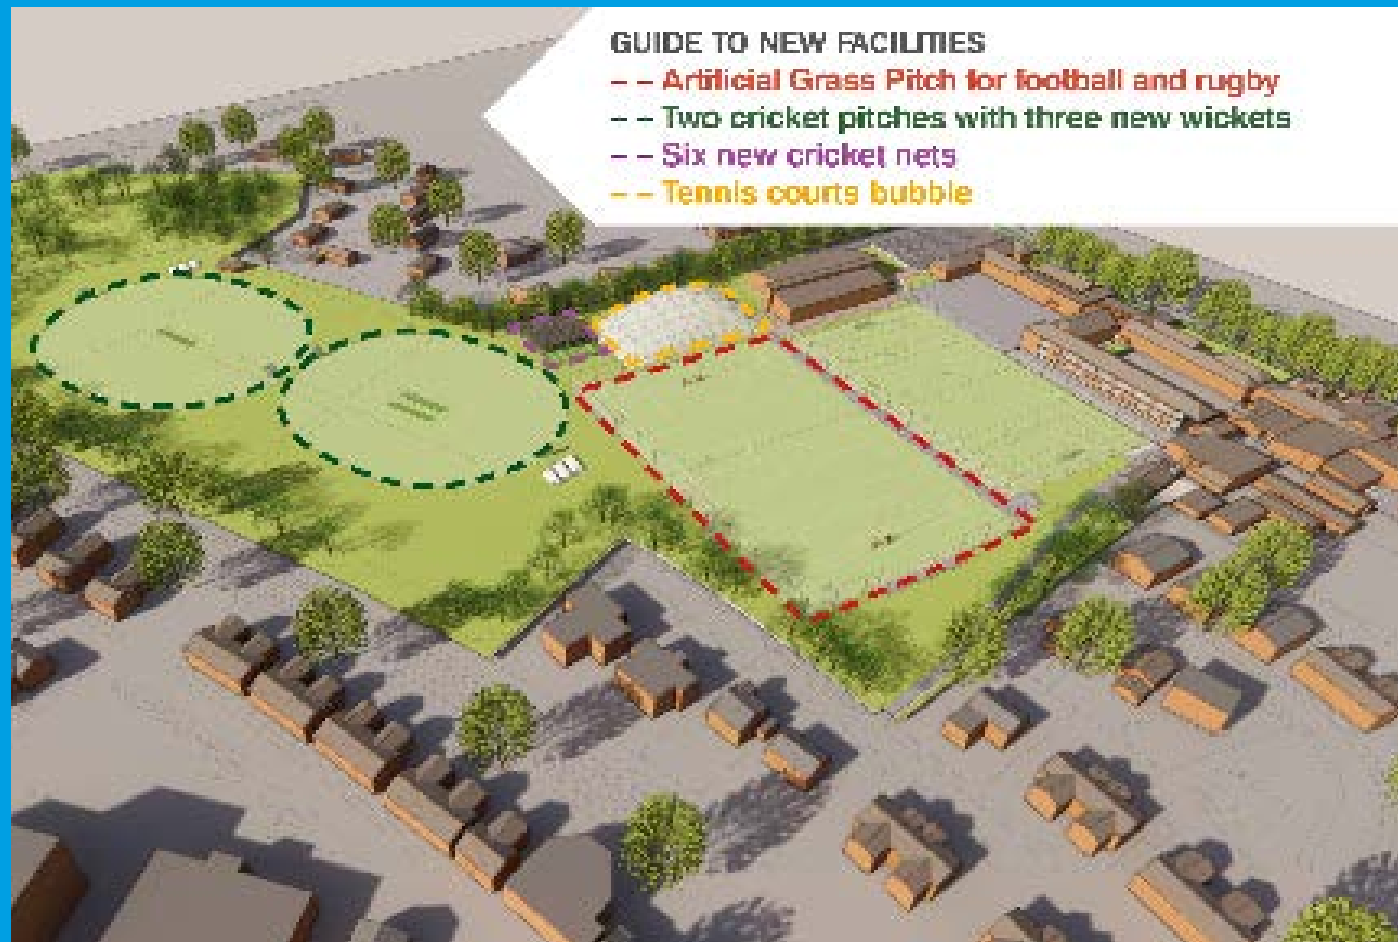 GUIDE TO NEW FACILITIES
– – Artificial Grass Pitch for football and rugby
– – Two cricket pitches with three new wickets
– – Six new cricket nets
– – Tennis courts bubble